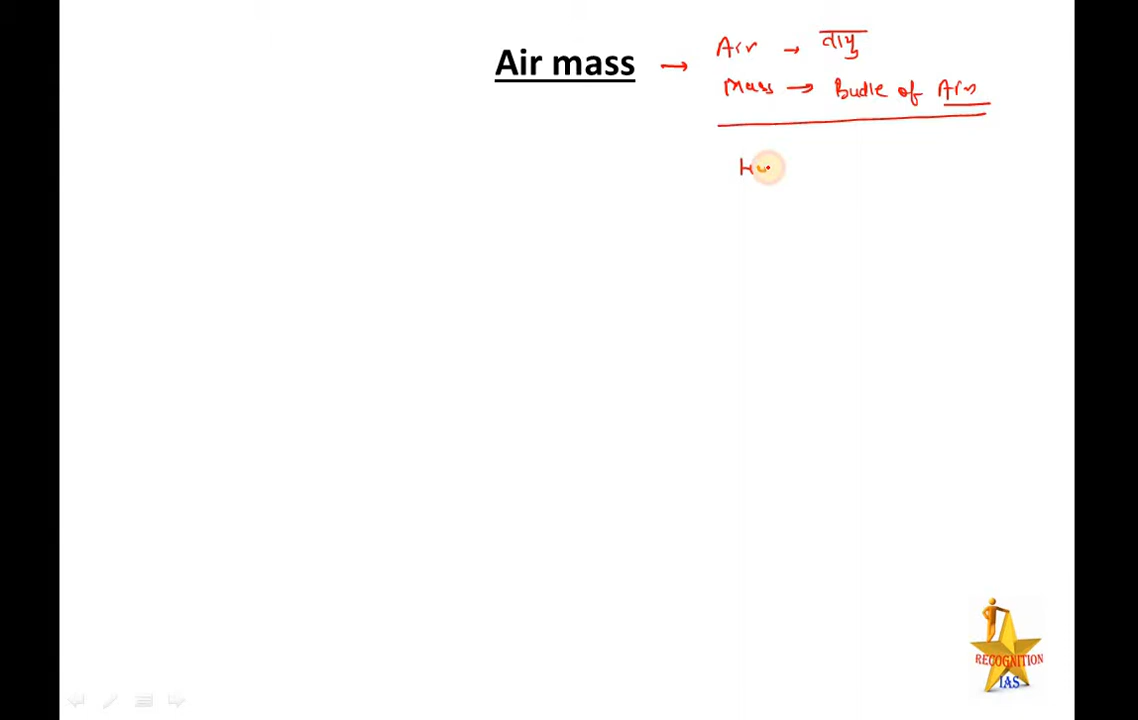 Air mass → Air → वायु
Mass → Budle of Air
RECOGNITION
IAS